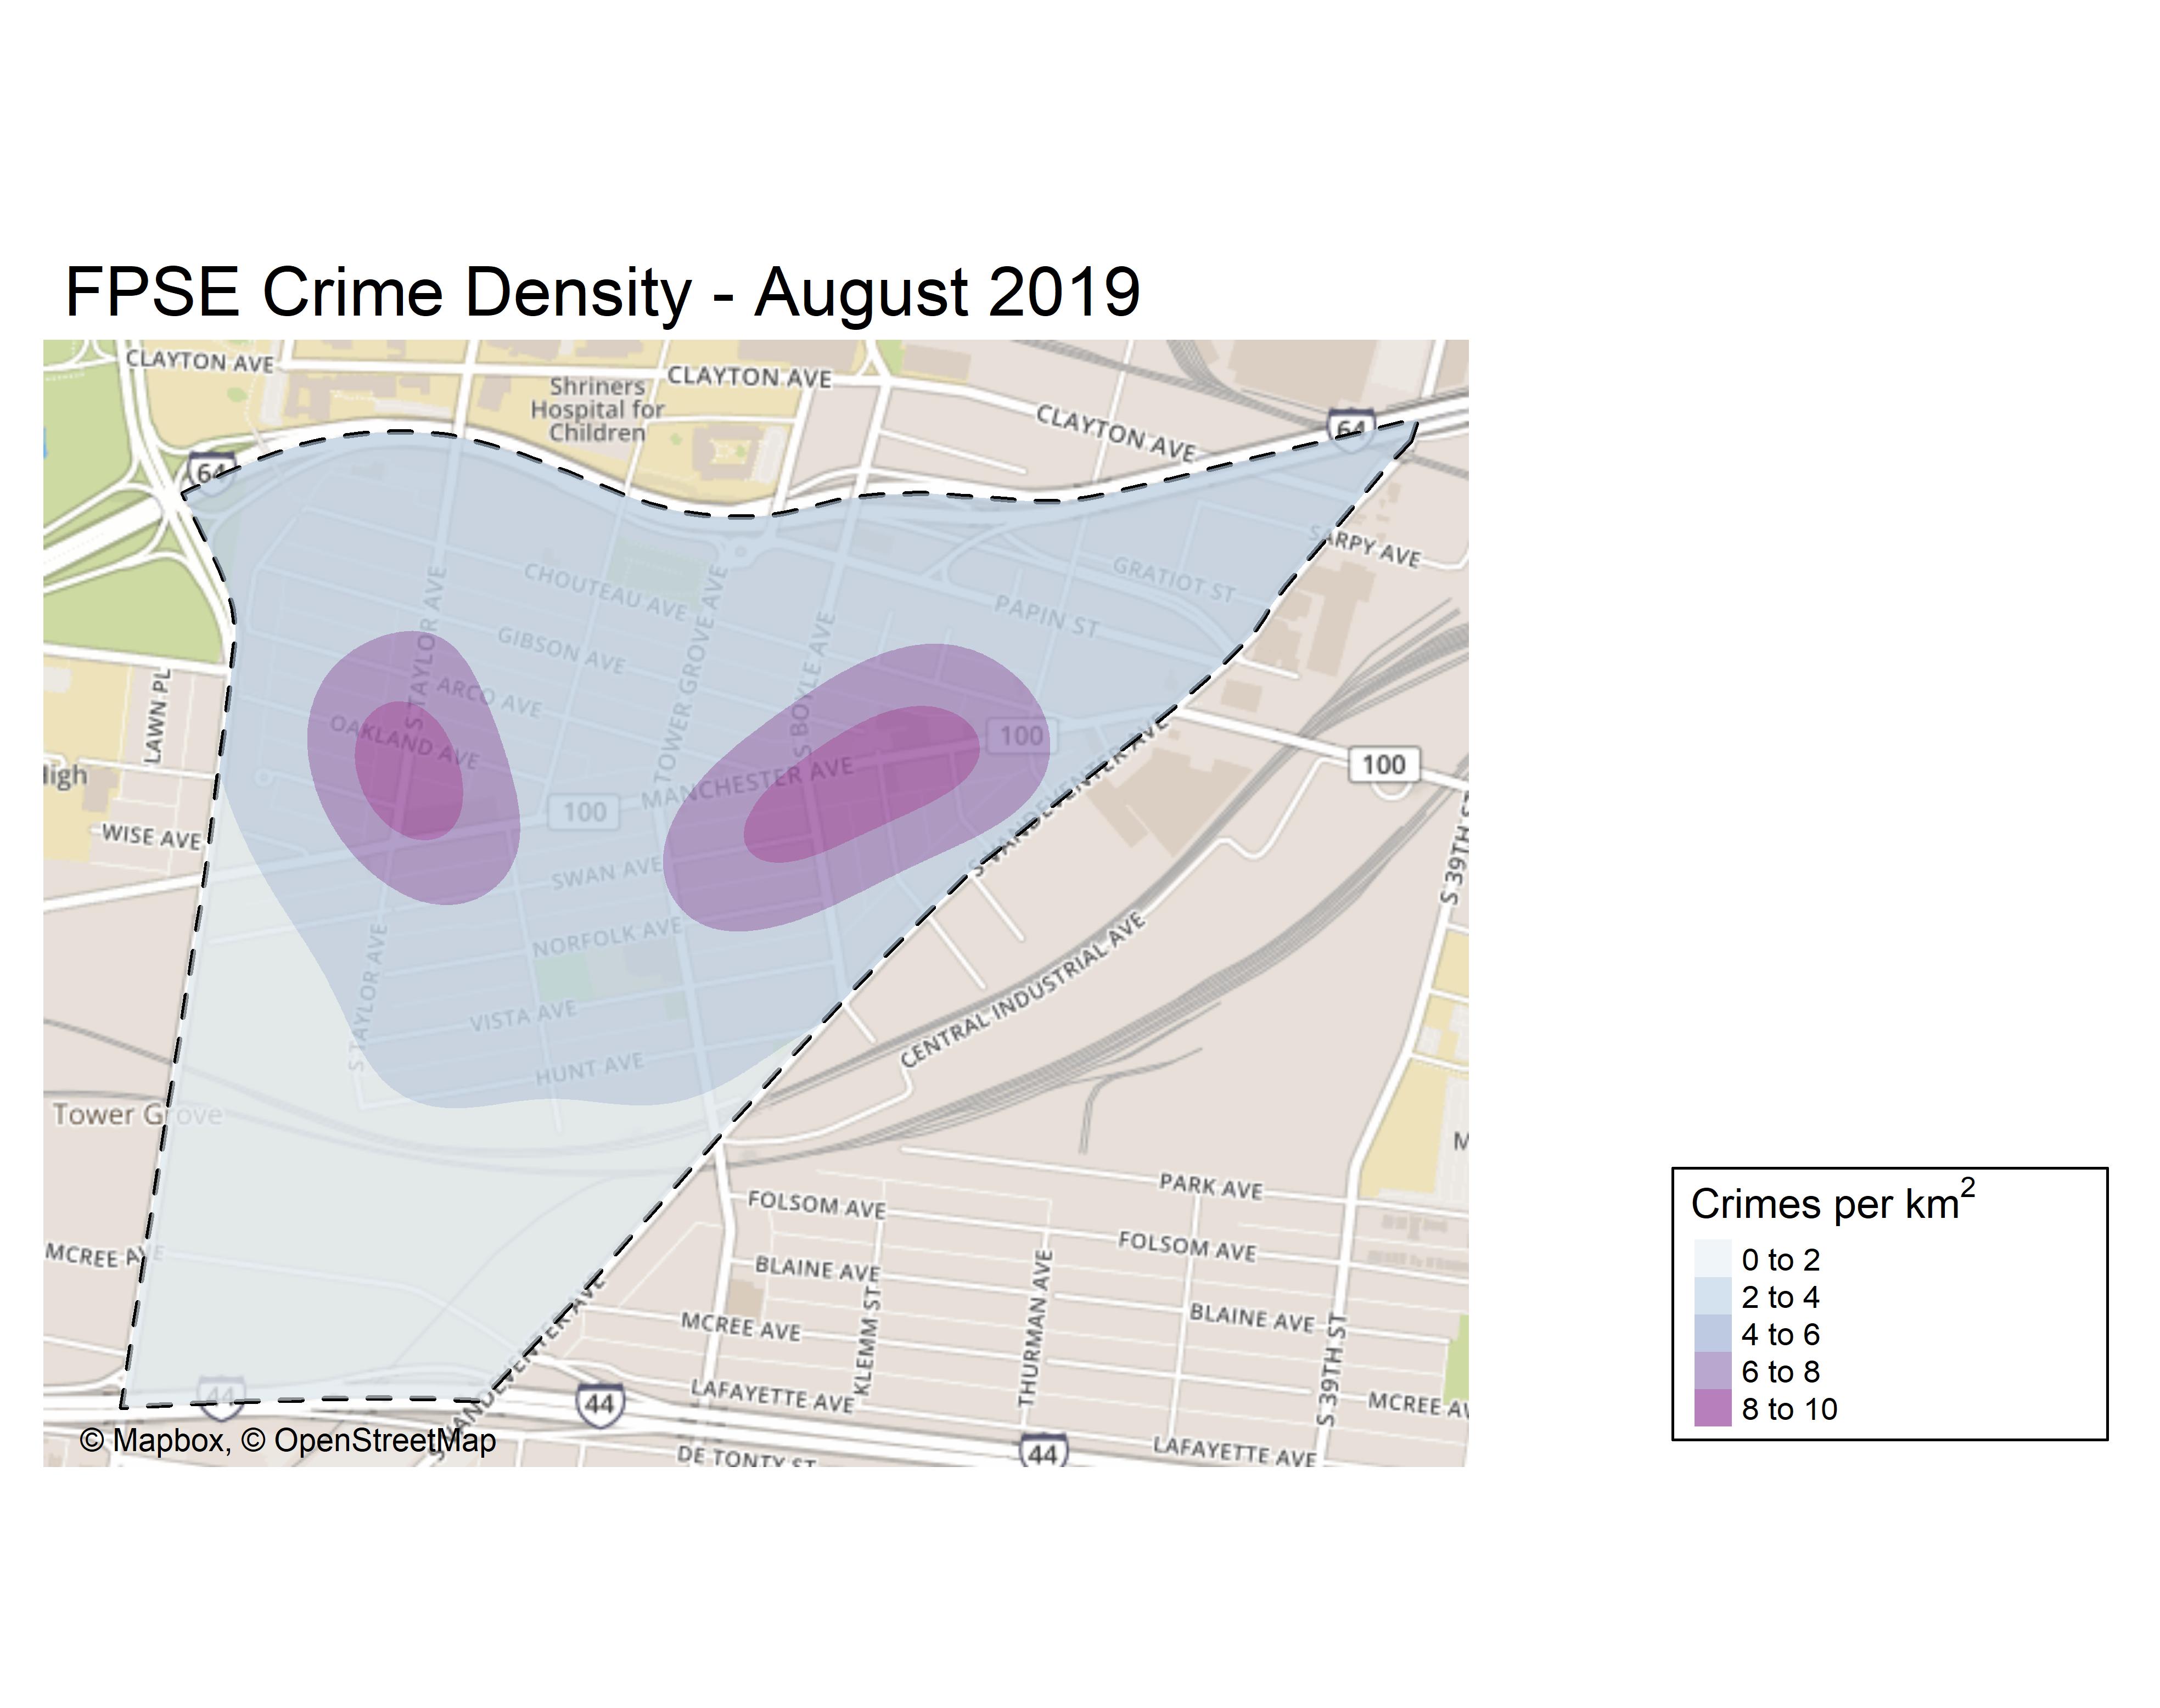 FPSE Crime Density - August 2019
CLAYTON AVE
CLAYTON AVE
Shriners
Hospital for
Children
CLAYTON AVE
64
64
SARPY AVE
GRATIOT ST
CHOUTEAU AVE
PAPIN ST
GIBSON AVE
S TAYLOR AVE
TOWER GROVE AVE
S BOYLE AVE
ARCO AVE
OAKLAND AVE
LAWN PL
100
100
100
MANCHESTER AVE
S VANDEVENTER AVE
High
WISE AVE
SWAN AVE
S 39TH ST
NORFOLK AVE
S TAYLOR AVE
VISTA AVE
CENTRAL INDUSTRIAL AVE
HUNT AVE
Tower Grove
M
PARK AVE
FOLSOM AVE
FOLSOM AVE
MCREE AVE
BLAINE AVE
BLAINE AVE
MCREE AVE
KLEMM ST
THURMAN AVE
S 39TH ST
S VANDEVENTER AVE
44
44
LAFAYETTE AVE
MCREE AV
44
LAFAYETTE AVE
DE TONTY ST
© Mapbox, © OpenStreetMap
Crimes per km2
0 to 2
2 to 4
4 to 6
6 to 8
8 to 10